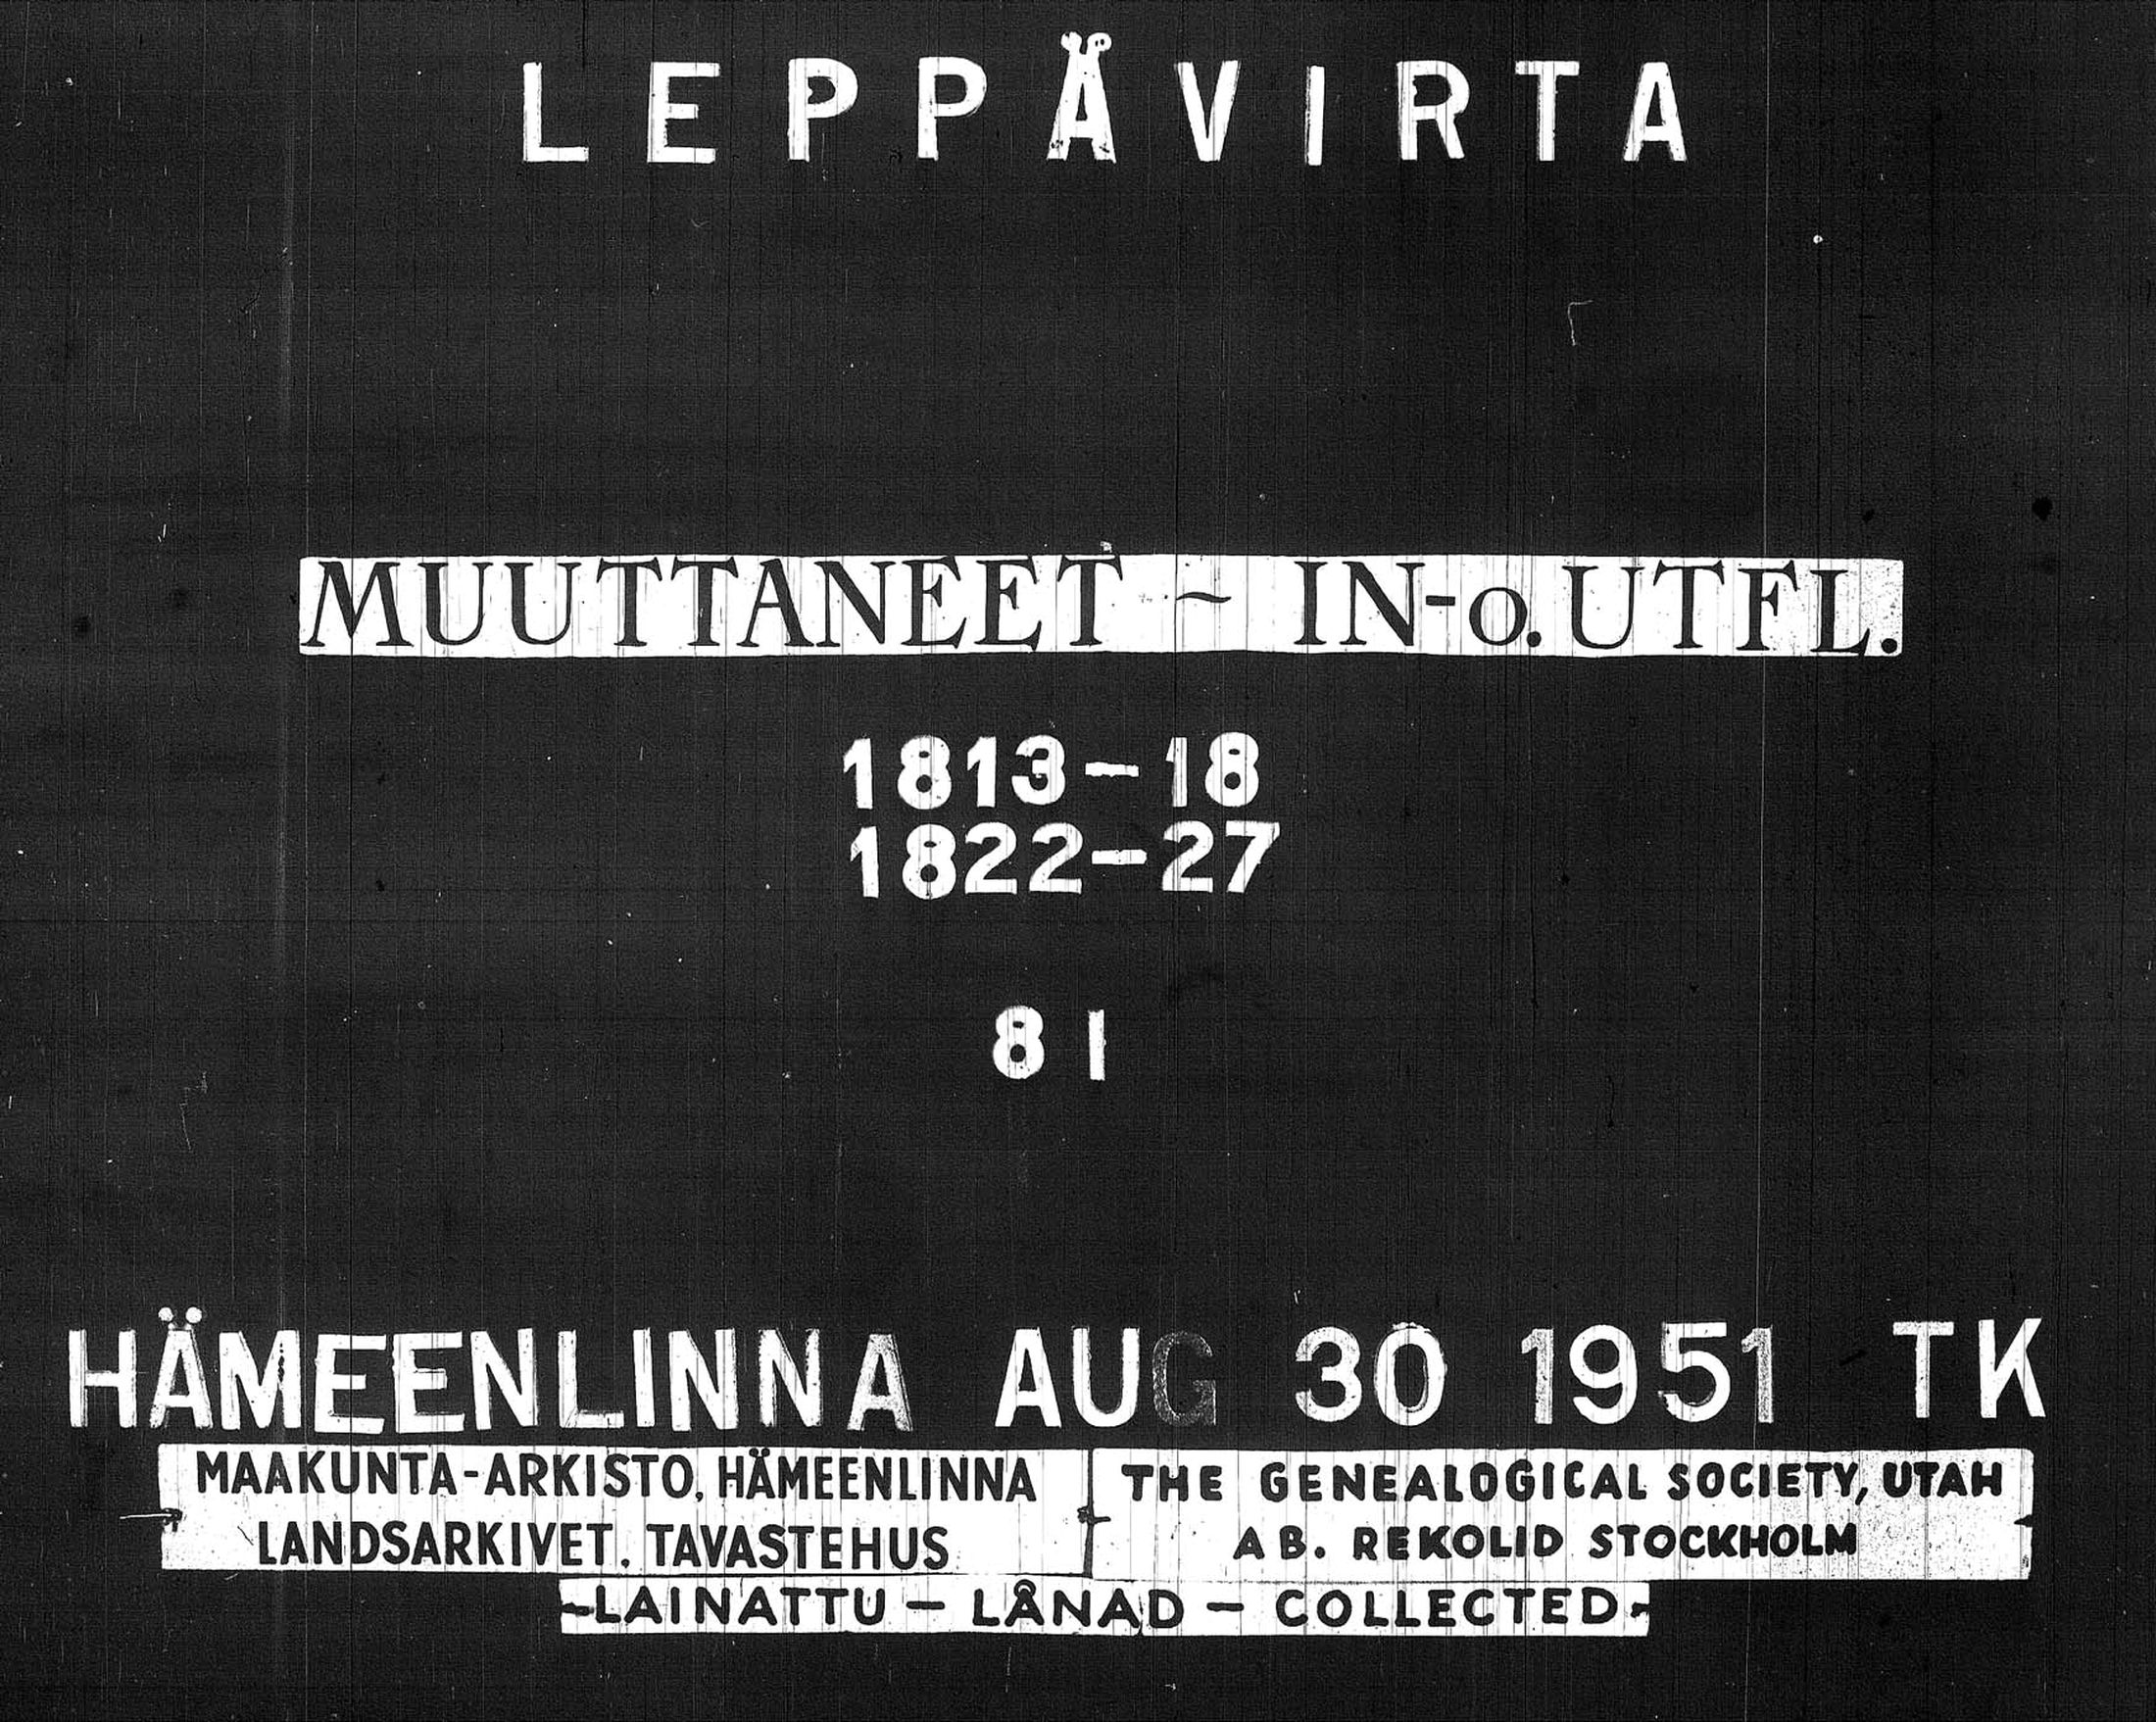 LEPPÄVIRTA
MUUTTANEET ~ IN-o. UTFL.
1813-18
1822-27
81
HÄMEENLINNA AUG 30 1951 TK
MAAKUNTA-ARKISTO, HÄMEENLINNA
LANDSARKIVET, TAVASTEHUS
THE GENEALOGICAL SOCIETY, UTAH
AB. REKOLID STOCKHOLM
-LAINATTU - LÅNAD - COLLECTED-